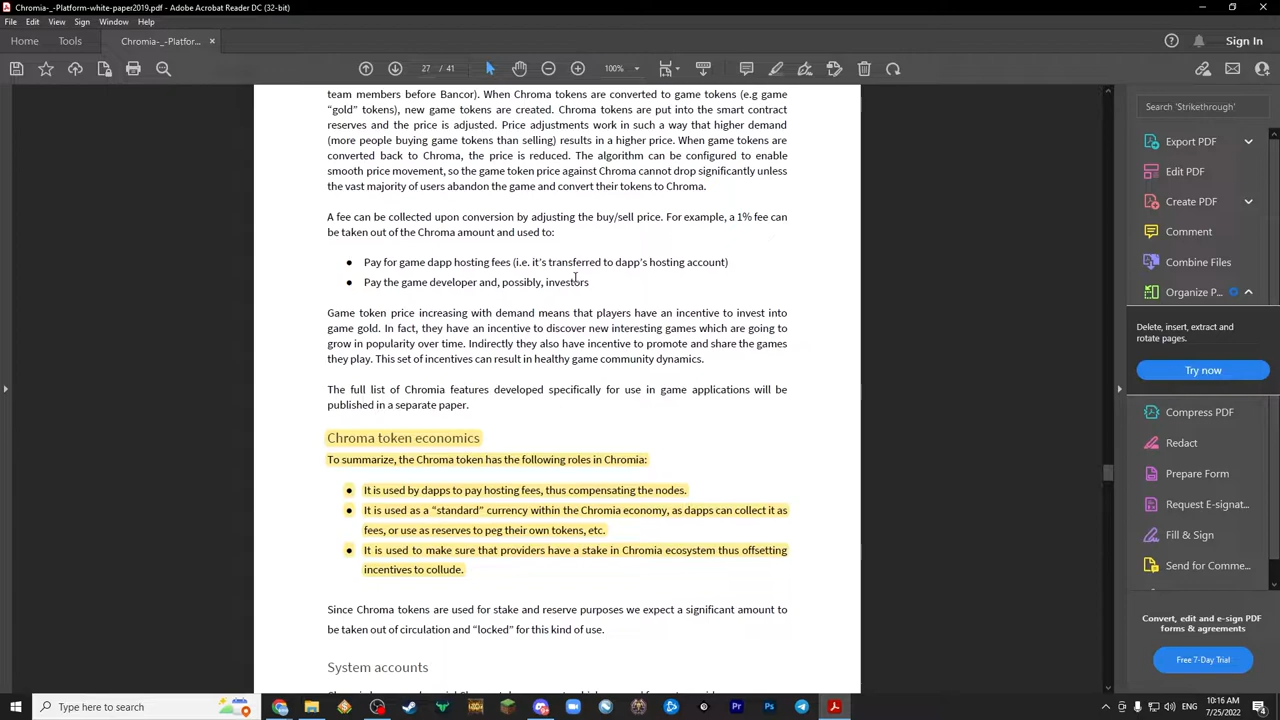 Chromia-_-Platform-white-paper2019.pdf - Adobe Acrobat Reader DC (32-bit)
File Edit View Sign Window Help
Home Tools Chromia-_-Platfor... × Sign In
27 / 41 100%
team members before Bancor). When Chroma tokens are converted to game tokens (e.g game
“gold” tokens), new game tokens are created. Chroma tokens are put into the smart contract
reserves and the price is adjusted. Price adjustments work in such a way that higher demand
(more people buying game tokens than selling) results in a higher price. When game tokens are
converted back to Chroma, the price is reduced. The algorithm can be configured to enable
smooth price movement, so the game token price against Chroma cannot drop significantly unless
the vast majority of users abandon the game and convert their tokens to Chroma.
A fee can be collected upon conversion by adjusting the buy/sell price. For example, a 1% fee can
be taken out of the Chroma amount and used to:
● Pay for game dapp hosting fees (i.e. it’s transferred to dapp’s hosting account)
● Pay the game developer and, possibly, investors
Game token price increasing with demand means that players have an incentive to invest into
game gold. In fact, they have an incentive to discover new interesting games which are going to
grow in popularity over time. Indirectly they also have incentive to promote and share the games
they play. This set of incentives can result in healthy game community dynamics.
The full list of Chromia features developed specifically for use in game applications will be
published in a separate paper.
Chroma token economics
To summarize, the Chroma token has the following roles in Chromia:
● It is used by dapps to pay hosting fees, thus compensating the nodes.
● It is used as a “standard” currency within the Chromia economy, as dapps can collect it as
fees, or use as reserves to peg their own tokens, etc.
● It is used to make sure that providers have a stake in Chromia ecosystem thus offsetting
incentives to collude.
Since Chroma tokens are used for stake and reserve purposes we expect a significant amount to
be taken out of circulation and “locked” for this kind of use.
System accounts
Search 'Strikethrough'
Export PDF
Edit PDF
Create PDF
Comment
Combine Files
Organize P...
Delete, insert, extract and
rotate pages.
Try now
Compress PDF
Redact
Prepare Form
Request E-signat...
Fill & Sign
Send for Comme...
Convert, edit and e-sign PDF
forms & agreements
Free 7-Day Trial
Type here to search
10:16 AM
7/25/2022